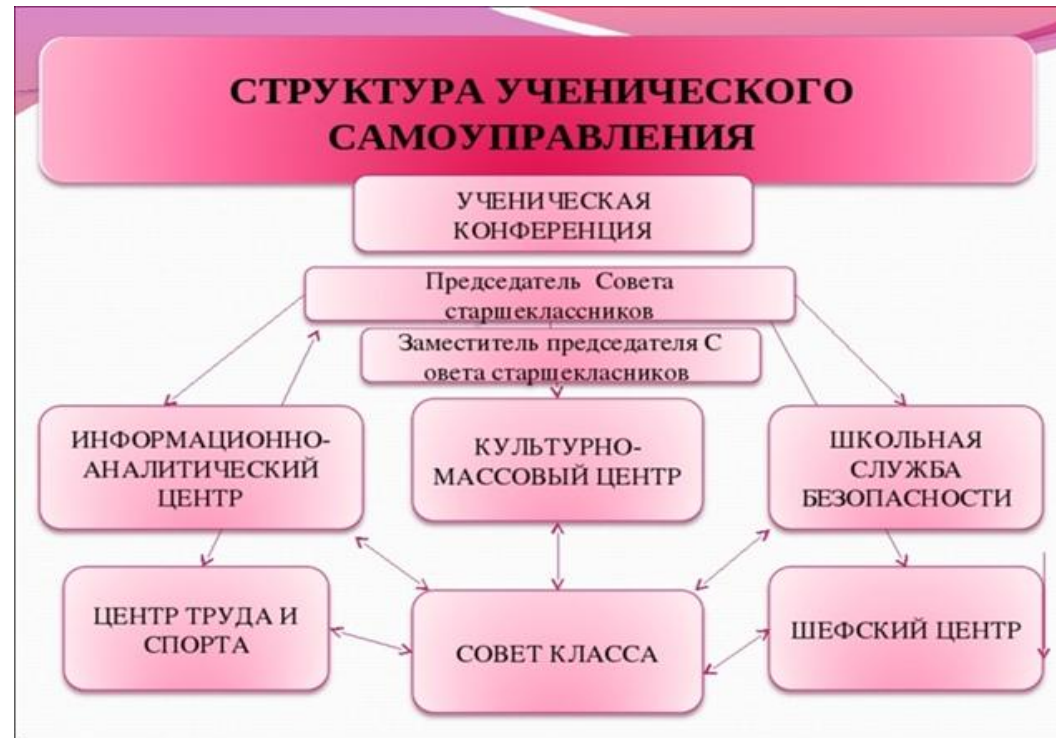 СТРУКТУРА УЧЕНИЧЕСКОГО
САМОУПРАВЛЕНИЯ
УЧЕНИЧЕСКАЯ
КОНФЕРЕНЦИЯ
Председатель Совета
старшеклассников
Заместитель председателя С
овета старшекласников
ИНФОРМАЦИОННО-
АНАЛИТИЧЕСКИЙ
ЦЕНТР
КУЛЬТУРНО-
МАССОВЫЙ ЦЕНТР
ШКОЛЬНАЯ
СЛУЖБА
БЕЗОПАСНОСТИ
ЦЕНТР ТРУДА И
СПОРТА
СОВЕТ КЛАССА
ШЕФСКИЙ ЦЕНТР